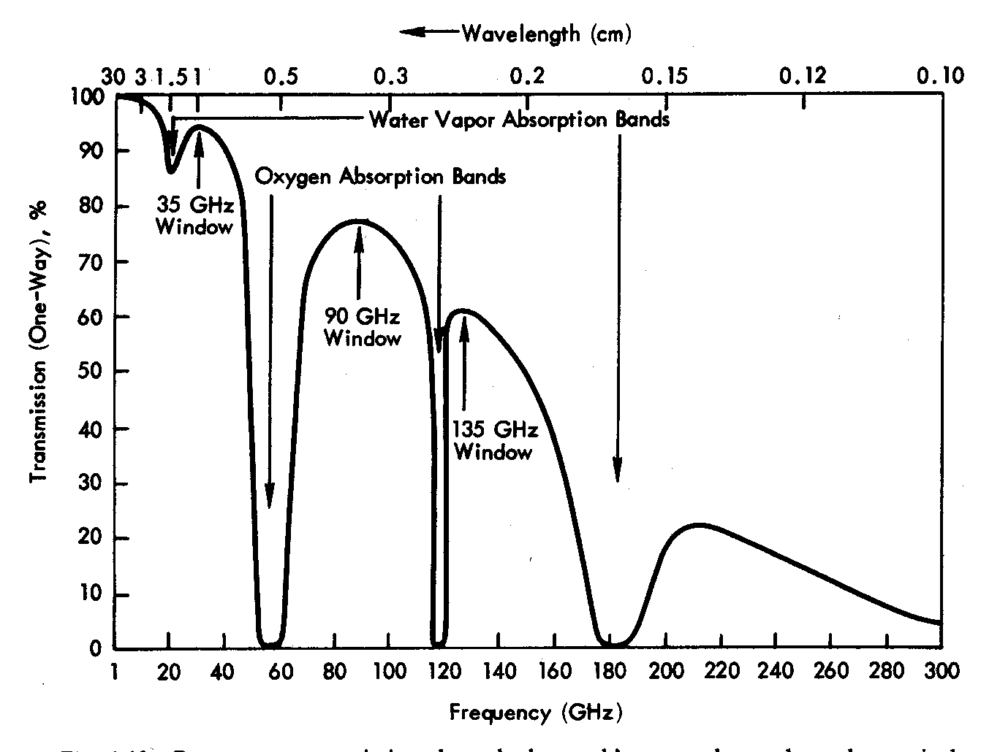 Wavelength (cm)
30 3 1.5 1 0.5 0.3 0.2 0.15 0.12 0.10
100
90
80
70
60
50
40
30
20
10
0
Transmission (One-Way), %
Water Vapor Absorption Bands
Oxygen Absorption Bands
35 GHz
Window
90 GHz
Window
135 GHz
Window
1 20 40 60 80 100 120 140 160 180 200 220 240 260 280 300
Frequency (GHz)